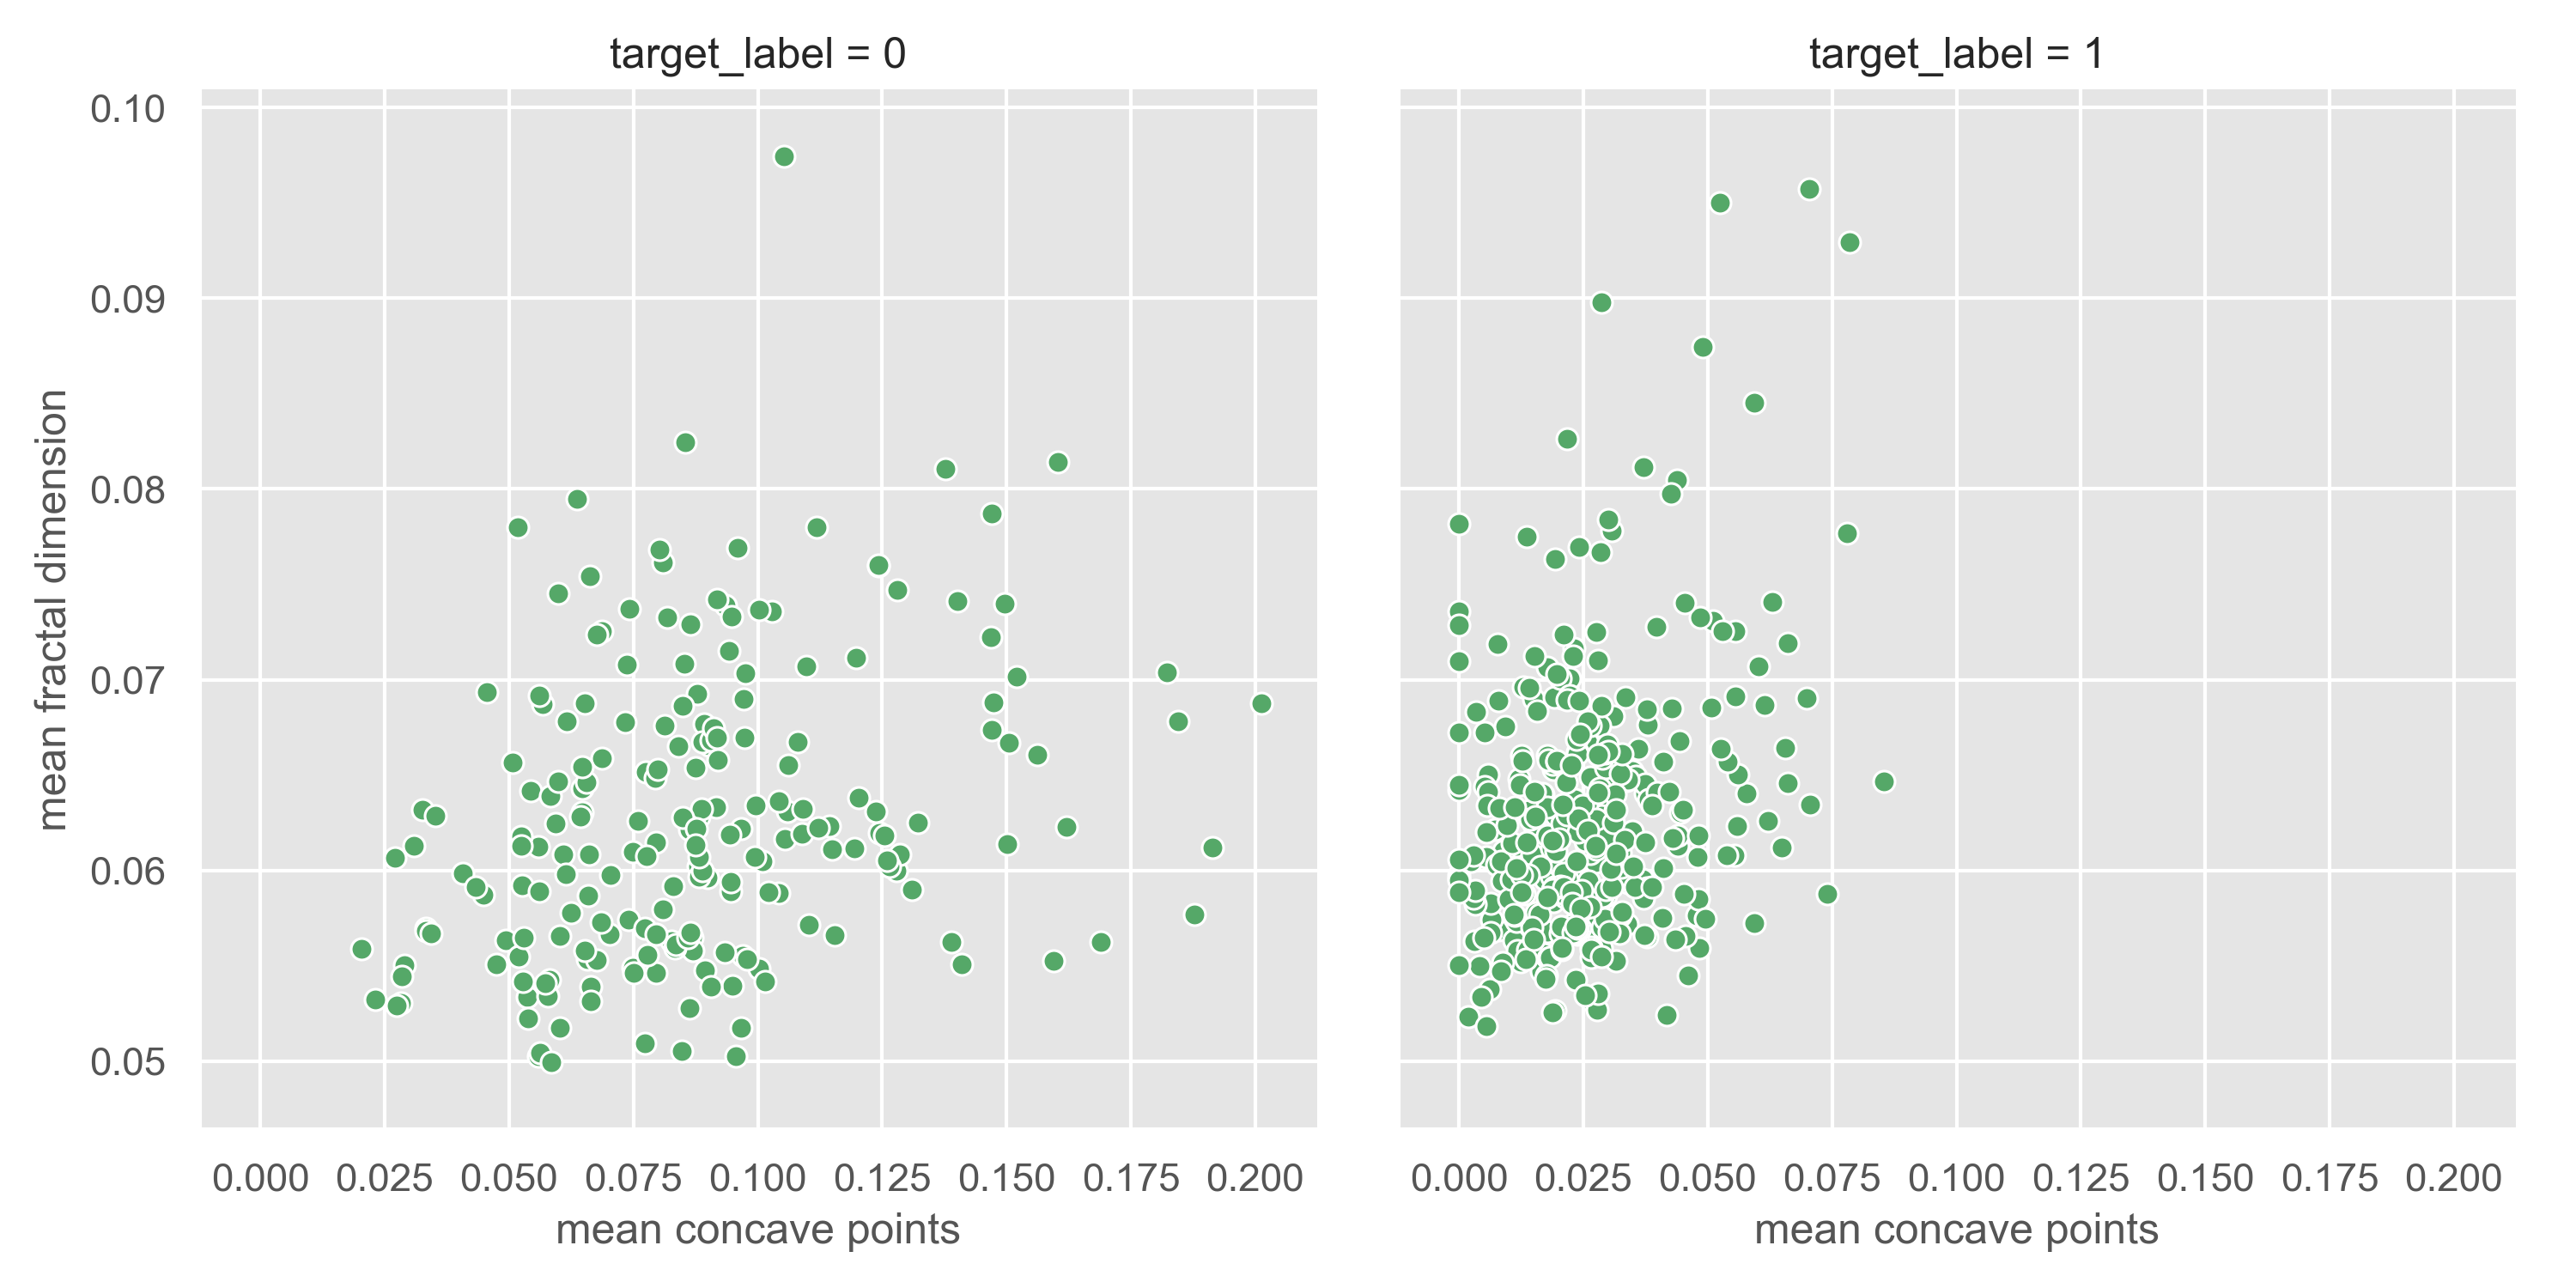 target_label = 0
target_label = 1
0.10
0.09
0.08
0.07
0.06
0.05
mean fractal dimension
0.000 0.025 0.050 0.075 0.100 0.125 0.150 0.175 0.200
0.000 0.025 0.050 0.075 0.100 0.125 0.150 0.175 0.200
mean concave points
mean concave points